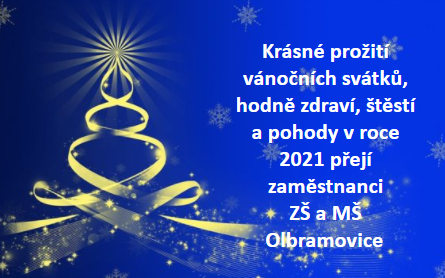 Krásné prožití
vánočních svátků,
hodně zdraví, štěstí
a pohody v roce
2021 přejí
zaměstnanci
ZŠ a MŠ
Olbramovice